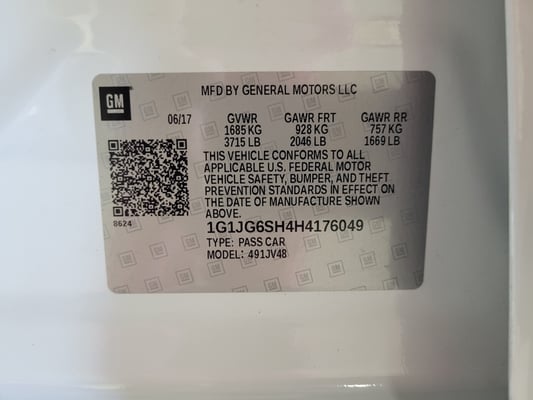 GM
MFD BY GENERAL MOTORS LLC
06/17 GVWR GAWR FRT GAWR RR
1685 KG 928 KG 757 KG
3715 LB 2046 LB 1669 LB
THIS VEHICLE CONFORMS TO ALL
APPLICABLE U.S. FEDERAL MOTOR
VEHICLE SAFETY, BUMPER, AND THEFT
PREVENTION STANDARDS IN EFFECT ON
THE DATE OF MANUFACTURE SHOWN
ABOVE.
8624
1G1JG6SH4H4176049
TYPE: PASS CAR
MODEL: 491JV48